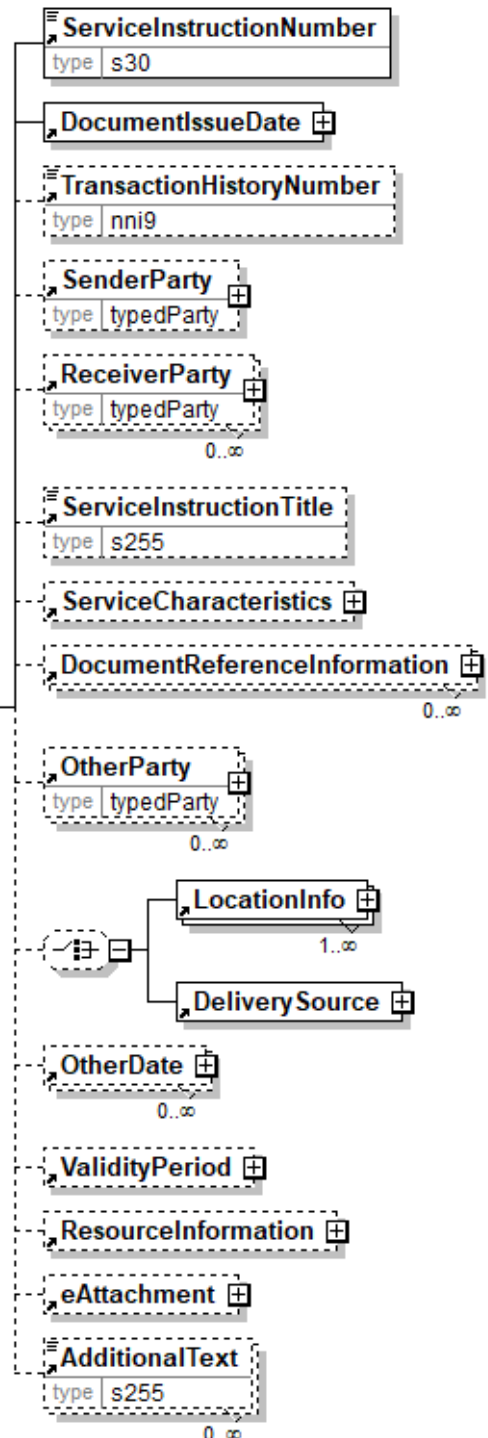 ServiceInstructionNumber
type s30
DocumentIssueDate
TransactionHistoryNumber
type nni9
SenderParty
type typedParty
ReceiverParty
type typedParty
0..∞
ServiceInstructionTitle
type s255
ServiceCharacteristics
DocumentReferenceInformation
0..∞
OtherParty
type typedParty
0..∞
LocationInfo
1..∞
DeliverySource
OtherDate
0..∞
ValidityPeriod
ResourceInformation
eAttachment
AdditionalText
type s255
0..∞